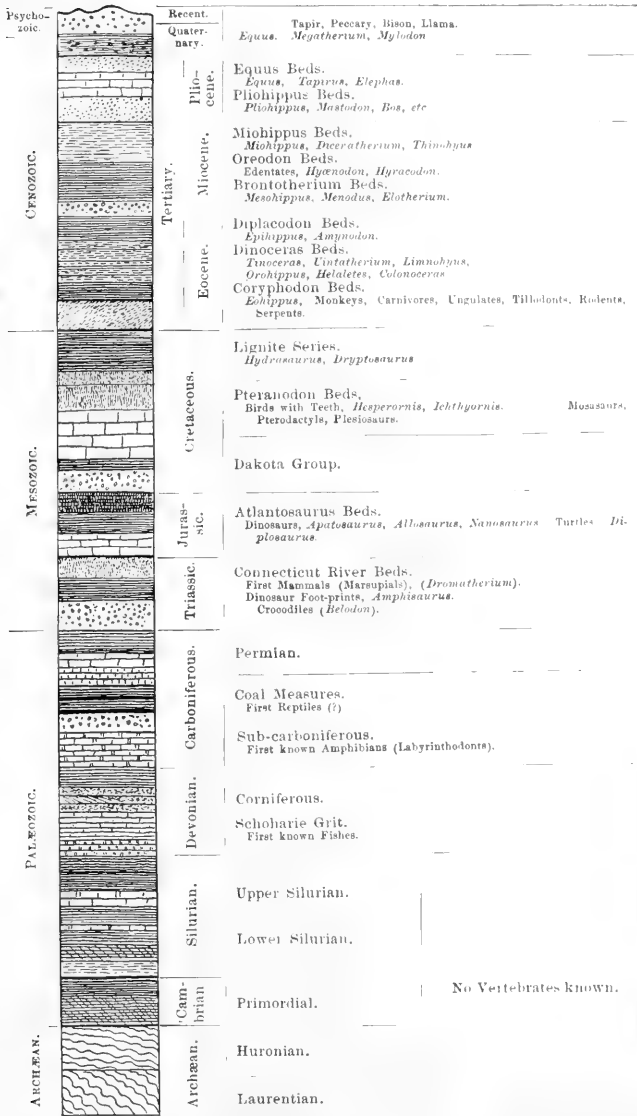 Psycho-
zoic.
Recent.
Quater-
nary.
Tapir, Peccary, Bison, Llama.
Equus. Megatherium, Mylodon
CENOZOIC.
Tertiary.
Pliocene.
Equus Beds.
Equus, Tapirus, Elephas.
Pliohippus Beds.
Pliohippus, Mastodon, Bos, etc
Miocene.
Miohippus Beds.
Miohippus, Diceratherium, Thinohyus
Oreodon Beds.
Edentates, Hyænodon, Hyracodon.
Brontotherium Beds.
Mesohippus, Menodus, Elotherium.
Eocene.
Diplacodon Beds.
Epihippus, Amynodon.
Dinoceras Beds.
Tinoceras, Uintatherium, Limnohyus,
Orohippus, Helaletes, Colonoceras
Coryphodon Beds.
Eohippus, Monkeys, Carnivores, Ungulates, Tillodonts, Rodents,
Serpents.
MESOZOIC.
Cretaceous.
Lignite Series.
Hydrosaurus, Dryptosaurus
Pteranodon Beds,
Birds with Teeth, Hesperornis, Ichthyornis. Mosasaurs,
Pterodactyls, Plesiosaurs.
Dakota Group.
Juras-
sic.
Atlantosaurus Beds.
Dinosaurs, Apatosaurus, Allosaurus, Nanosaurus Turtles Di-
plosaurus.
Triassic.
Connecticut River Beds.
First Mammals (Marsupials), (Dromatherium).
Dinosaur Foot-prints, Amphisaurus.
Crocodiles (Belodon).
PALÆOZOIC.
Carboniferous.
Permian.
Coal Measures.
First Reptiles (?)
Sub-carboniferous.
First known Amphibians (Labyrinthodonts).
Devonian.
Corniferous.
Schoharie Grit.
First known Fishes.
Silurian.
Upper Silurian.
Lower Silurian.
Cam-
brian
Primordial.
No Vertebrates known.
ARCHÆAN.
Archæan.
Huronian.
Laurentian.